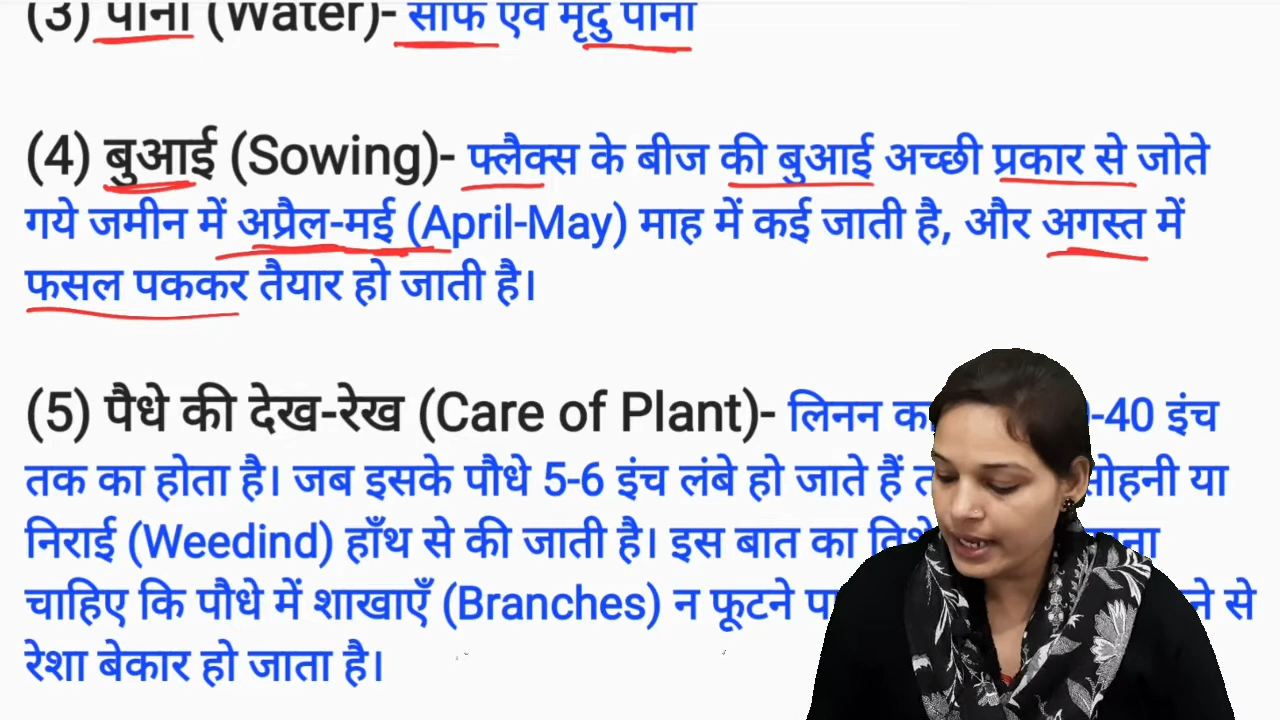 (3) पानी (Water)- साफ एवं मृदु पानी
(4) बुआई (Sowing)- फ्लैक्स के बीज की बुआई अच्छी प्रकार से जोते
गये जमीन में अप्रैल-मई (April-May) माह में कई जाती है, और अगस्त में
फसल पककर तैयार हो जाती है।
(5) पैधे की देख-रेख (Care of Plant)- लिनन का -40 इंच
तक का होता है। जब इसके पौधे 5-6 इंच लंबे हो जाते हैं सोहनी या
निराई (Weedind) हाँथ से की जाती है। इस बात का
चाहिए कि पौधे में शाखाएँ (Branches) न फूटने से
रेशा बेकार हो जाता है।